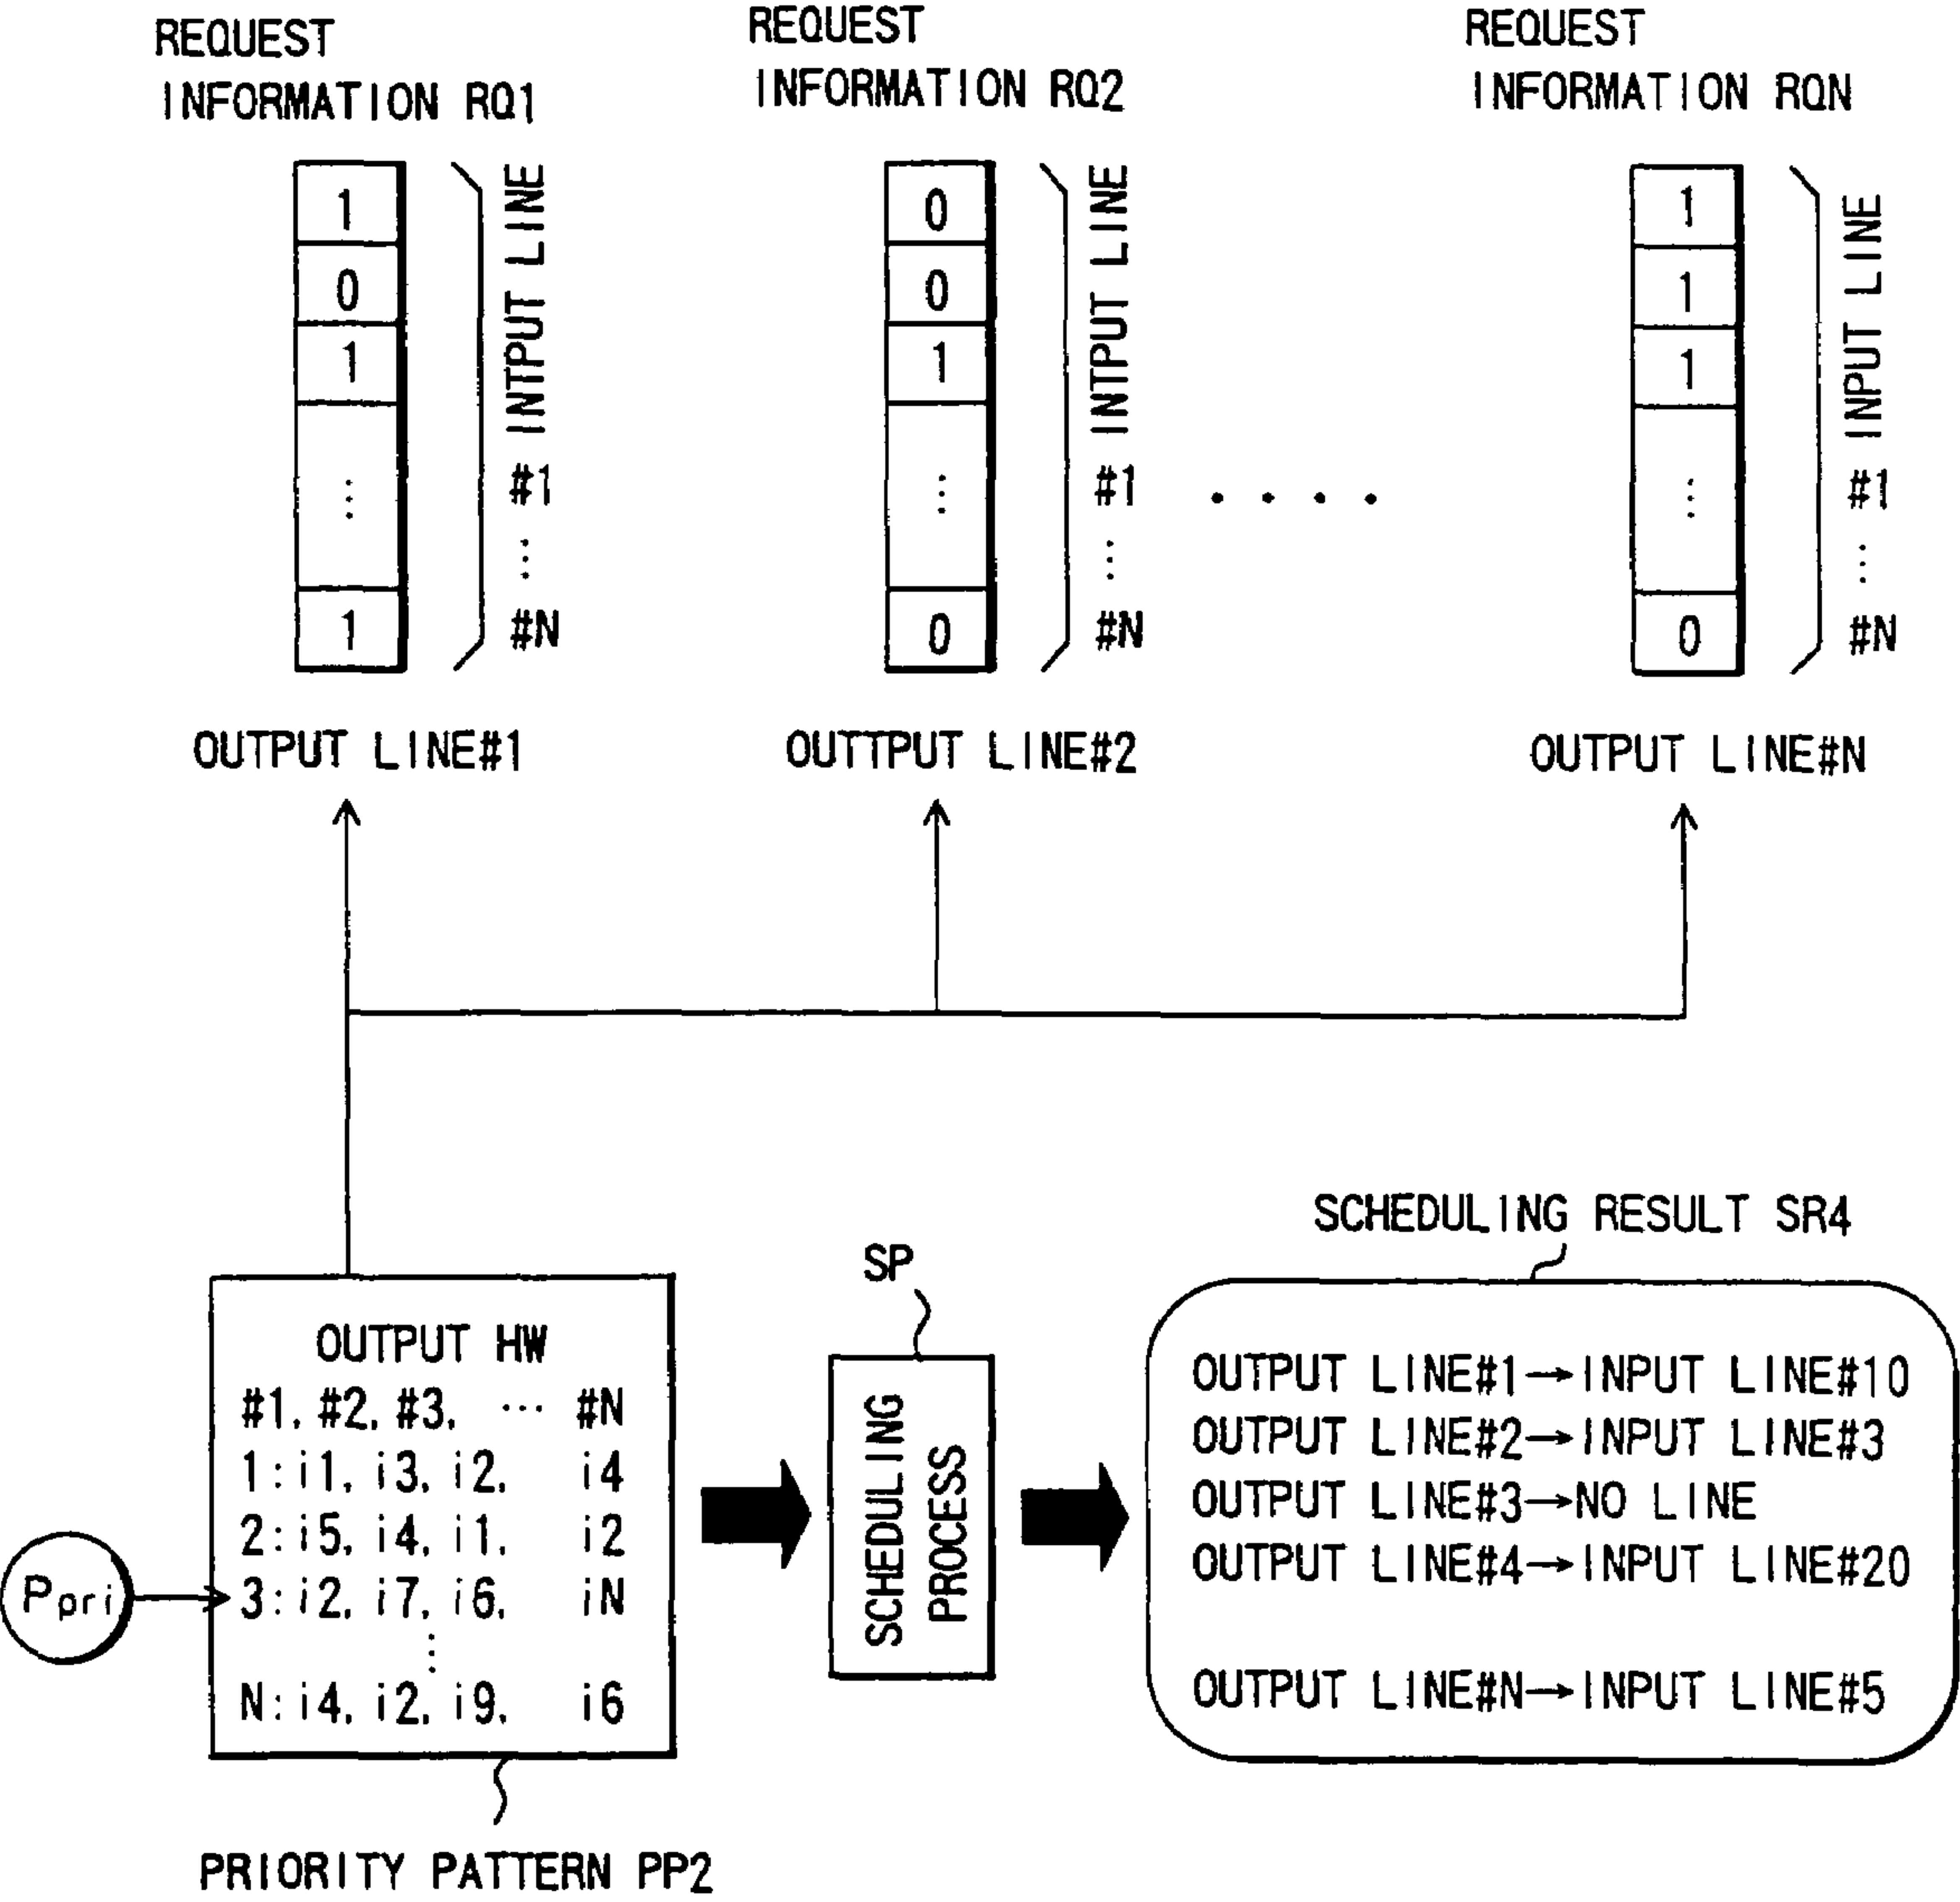 REQUEST
INFORMATION RQ1
REQUEST
INFORMATION RQ2
REQUEST
INFORMATION RQN
1
0
1
⋮
1
INTPUT LINE
#1
⋮
#N
0
0
1
⋮
0
INTPUT LINE
#1
⋮
#N
. . . .
1
1
1
⋮
0
INPUT LINE
#1
⋮
#N
OUTPUT LINE#1
OUTTPUT LINE#2
OUTPUT LINE#N
OUTPUT HW
#1, #2, #3, ... #N
1:i1, i3, i2, i4
2:i5, i4, i1, i2
3:i2, i7, i6, iN
⋮
N:i4, i2, i9, i6
Ppri
PRIORITY PATTERN PP2
SP
SCHEDULING
PROCESS
SCHEDULING RESULT SR4
OUTPUT LINE#1→INPUT LINE#10
OUTPUT LINE#2→INPUT LINE#3
OUTPUT LINE#3→NO LINE
OUTPUT LINE#4→INPUT LINE#20
OUTPUT LINE#N→INPUT LINE#5